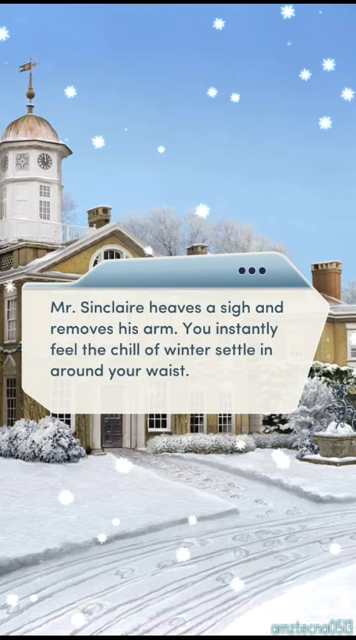 Mr. Sinclaire heaves a sigh and
removes his arm. You instantly
feel the chill of winter settle in
around your waist.